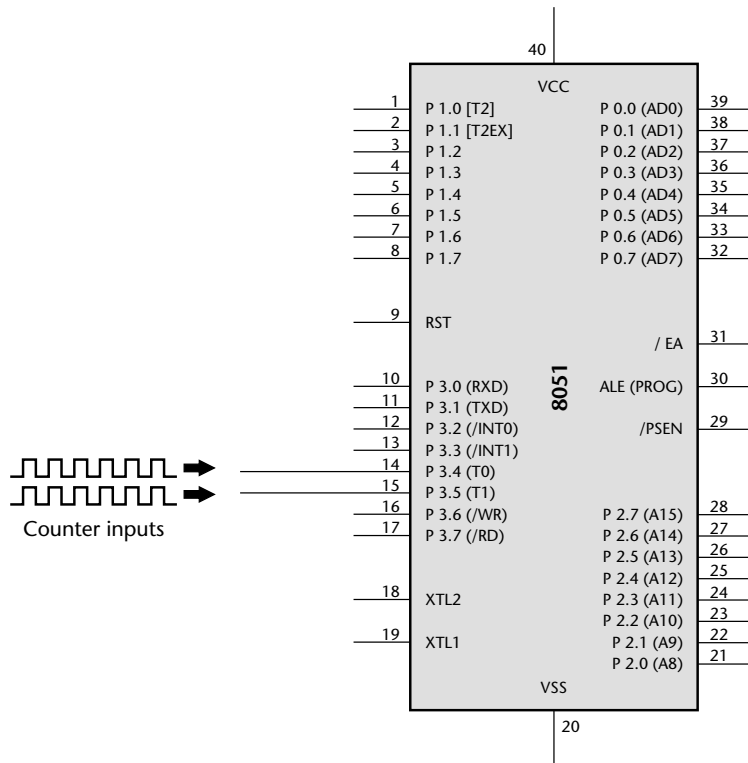 40
VCC
1 P 1.0 [T2] P 0.0 (AD0) 39
2 P 1.1 [T2EX] P 0.1 (AD1) 38
3 P 1.2 P 0.2 (AD2) 37
4 P 1.3 P 0.3 (AD3) 36
5 P 1.4 P 0.4 (AD4) 35
6 P 1.5 P 0.5 (AD5) 34
7 P 1.6 P 0.6 (AD6) 33
8 P 1.7 P 0.7 (AD7) 32
9 RST
/ EA 31
8051
10 P 3.0 (RXD) ALE (PROG) 30
11 P 3.1 (TXD)
12 P 3.2 (/INT0) /PSEN 29
13 P 3.3 (/INT1)
14 P 3.4 (T0)
15 P 3.5 (T1)
Counter inputs
16 P 3.6 (/WR) P 2.7 (A15) 28
17 P 3.7 (/RD) P 2.6 (A14) 27
P 2.5 (A13) 26
P 2.4 (A12) 25
18 XTL2 P 2.3 (A11) 24
P 2.2 (A10) 23
19 XTL1 P 2.1 (A9) 22
P 2.0 (A8) 21
VSS
20